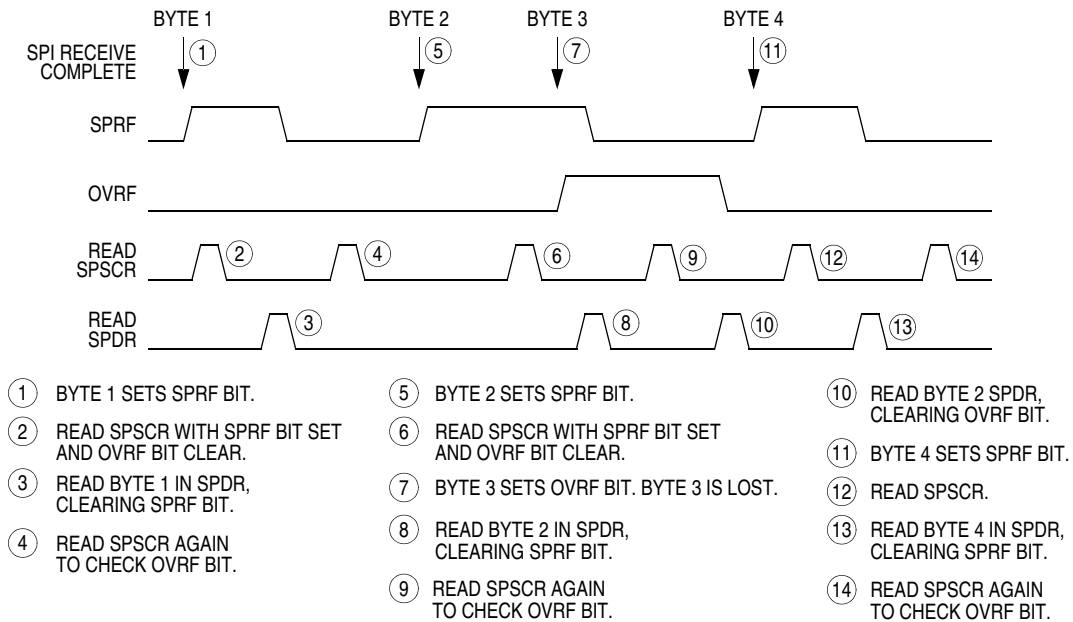 BYTE 1 BYTE 2 BYTE 3 BYTE 4
SPI RECEIVE
COMPLETE
1 5 7 11
SPRF
OVRF
READ
SPSCR
2 4 6 9 12 14
READ
SPDR
3 8 10 13
1 BYTE 1 SETS SPRF BIT.
2 READ SPSCR WITH SPRF BIT SET
AND OVRF BIT CLEAR.
3 READ BYTE 1 IN SPDR,
CLEARING SPRF BIT.
4 READ SPSCR AGAIN
TO CHECK OVRF BIT.
5 BYTE 2 SETS SPRF BIT.
6 READ SPSCR WITH SPRF BIT SET
AND OVRF BIT CLEAR.
7 BYTE 3 SETS OVRF BIT. BYTE 3 IS LOST.
8 READ BYTE 2 IN SPDR,
CLEARING SPRF BIT.
9 READ SPSCR AGAIN
TO CHECK OVRF BIT.
10 READ BYTE 2 SPDR,
CLEARING OVRF BIT.
11 BYTE 4 SETS SPRF BIT.
12 READ SPSCR.
13 READ BYTE 4 IN SPDR,
CLEARING SPRF BIT.
14 READ SPSCR AGAIN
TO CHECK OVRF BIT.